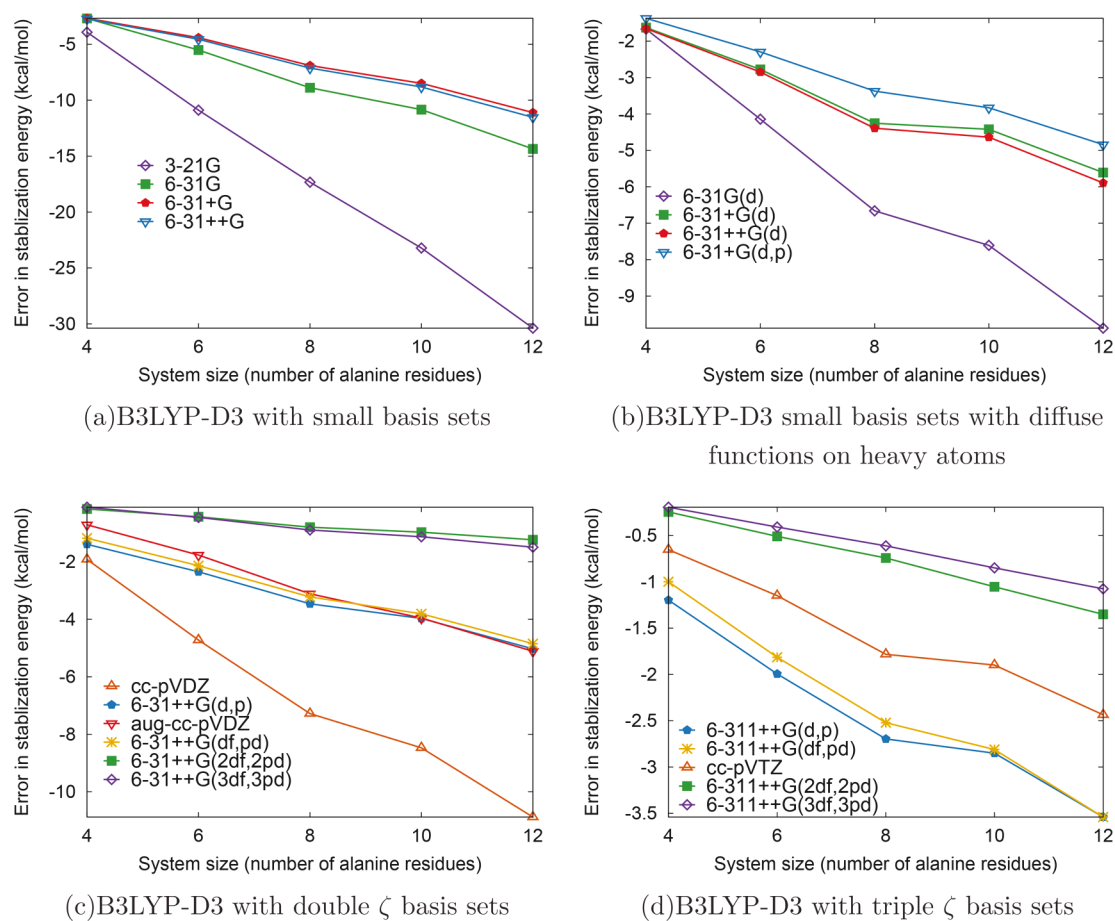 Error in stablization energy (kcal/mol)
-5
-10
-15
-20
-25
-30
3-21G
6-31G
6-31+G
6-31++G
4 6 8 10 12
System size (number of alanine residues)
(a)B3LYP-D3 with small basis sets
Error in stablization energy (kcal/mol)
-2
-3
-4
-5
-6
-7
-8
-9
6-31G(d)
6-31+G(d)
6-31++G(d)
6-31+G(d,p)
4 6 8 10 12
System size (number of alanine residues)
(b)B3LYP-D3 small basis sets with diffuse
functions on heavy atoms
Error in stablization energy (kcal/mol)
-2
-4
-6
-8
-10
cc-pVDZ
6-31++G(d,p)
aug-cc-pVDZ
6-31++G(df,pd)
6-31++G(2df,2pd)
6-31++G(3df,3pd)
4 6 8 10 12
System size (number of alanine residues)
(c)B3LYP-D3 with double ζ basis sets
Error in stablization energy (kcal/mol)
-0.5
-1
-1.5
-2
-2.5
-3
-3.5
6-311++G(d,p)
6-311++G(df,pd)
cc-pVTZ
6-311++G(2df,2pd)
6-311++G(3df,3pd)
4 6 8 10 12
System size (number of alanine residues)
(d)B3LYP-D3 with triple ζ basis sets